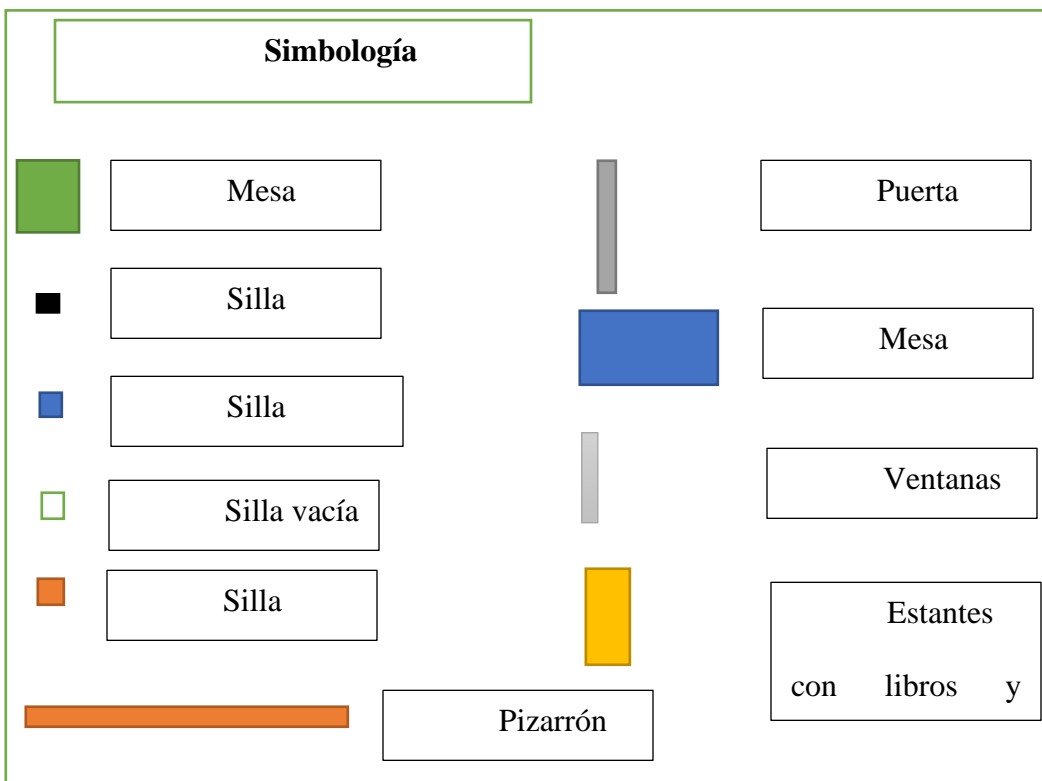 Simbología
Mesa
Silla
Silla
Silla vacía
Silla
Pizarrón
Puerta
Mesa
Ventanas
Estantes
con libros y